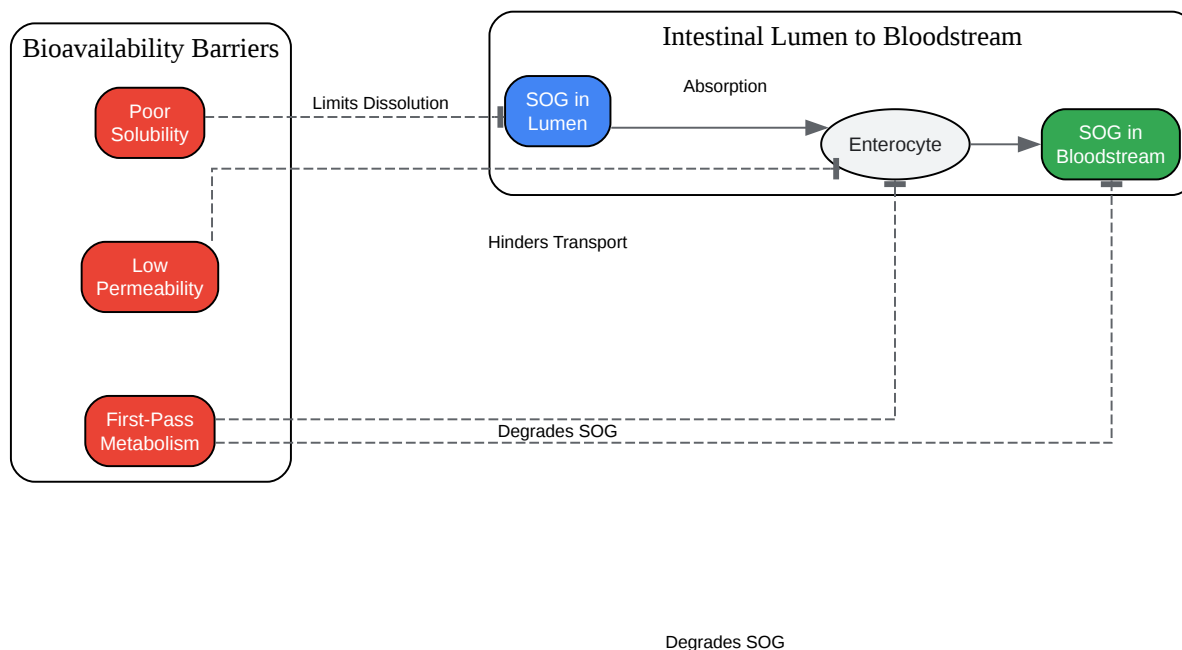 Bioavailability Barriers
Intestinal Lumen to Bloodstream
Poor
Solubility
Limits Dissolution
SOG in
Lumen
Absorption
Enterocyte
SOG in
Bloodstream
Low
Permeability
Hinders Transport
First-Pass
Metabolism
Degrades SOG
Degrades SOG